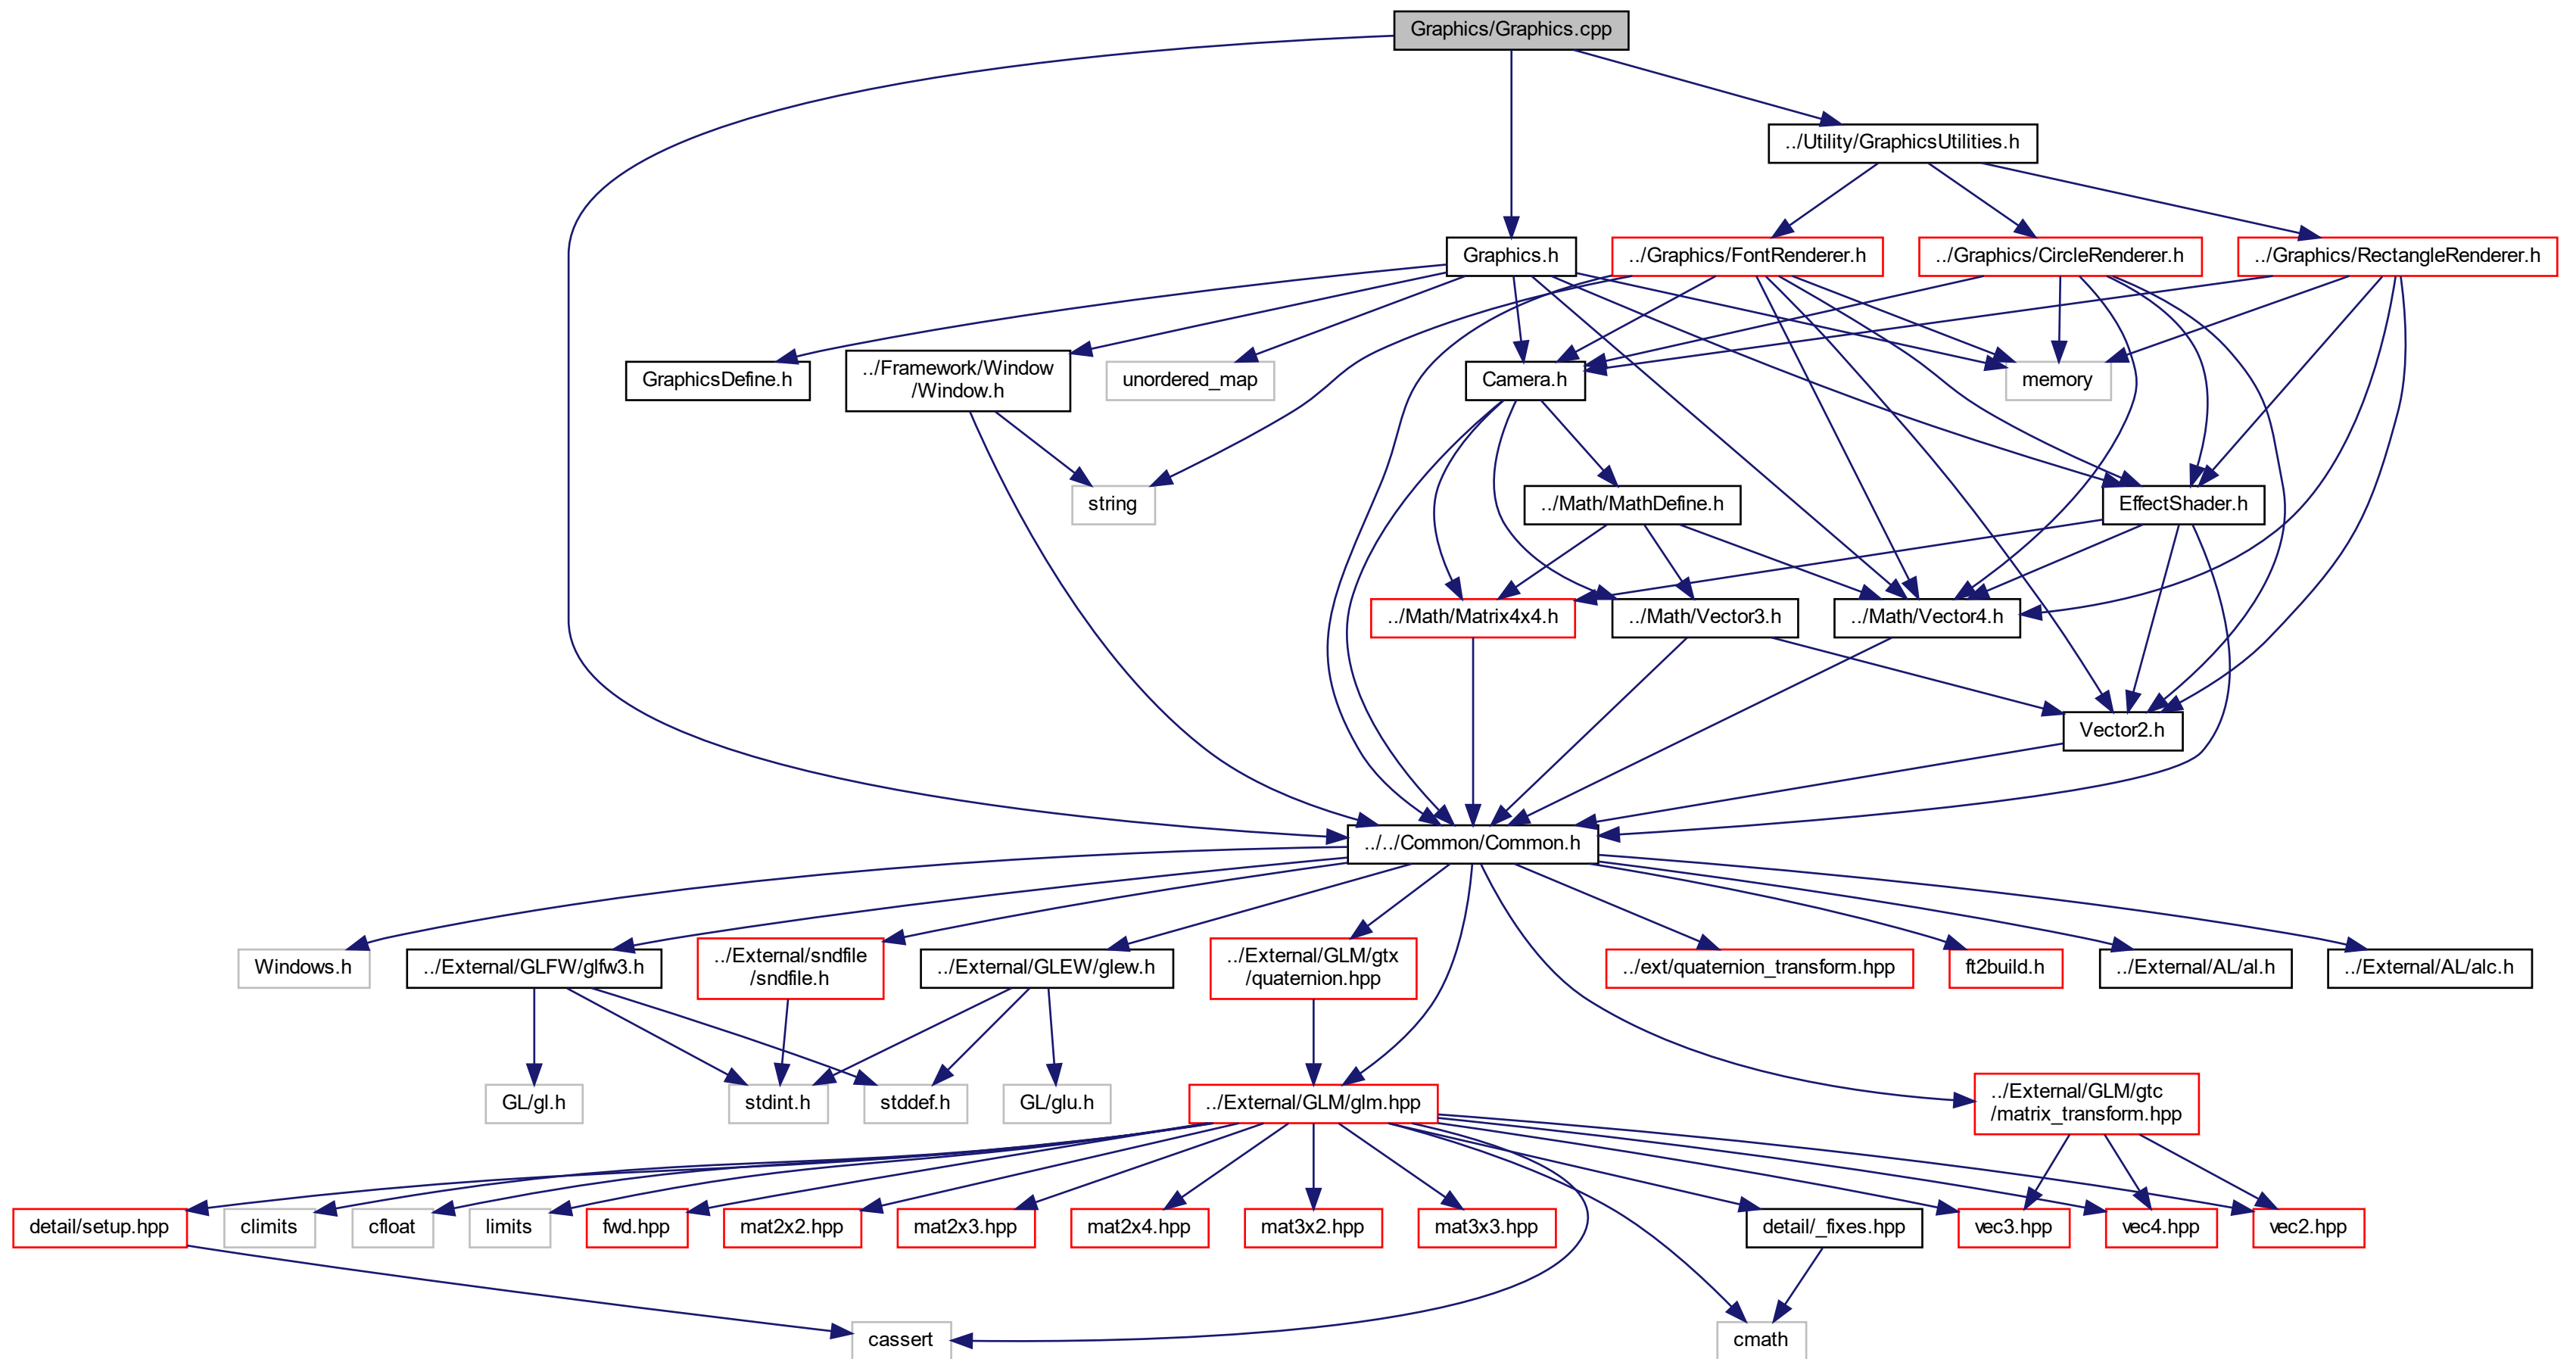 Graphics/Graphics.cpp
../Utility/GraphicsUtilities.h
Graphics.h
../Graphics/FontRenderer.h
../Graphics/CircleRenderer.h
../Graphics/RectangleRenderer.h
GraphicsDefine.h
../Framework/Window
/Window.h
unordered_map
Camera.h
memory
string
../Math/MathDefine.h
EffectShader.h
../Math/Matrix4x4.h
../Math/Vector3.h
../Math/Vector4.h
Vector2.h
../../Common/Common.h
Windows.h
../External/GLFW/glfw3.h
../External/sndfile
/sndfile.h
../External/GLEW/glew.h
../External/GLM/gtx
/quaternion.hpp
../ext/quaternion_transform.hpp
ft2build.h
../External/AL/al.h
../External/AL/alc.h
GL/gl.h
stdint.h
stddef.h
GL/glu.h
../External/GLM/glm.hpp
../External/GLM/gtc
/matrix_transform.hpp
detail/setup.hpp
climits
cfloat
limits
fwd.hpp
mat2x2.hpp
mat2x3.hpp
mat2x4.hpp
mat3x2.hpp
mat3x3.hpp
detail/_fixes.hpp
vec3.hpp
vec4.hpp
vec2.hpp
cassert
cmath